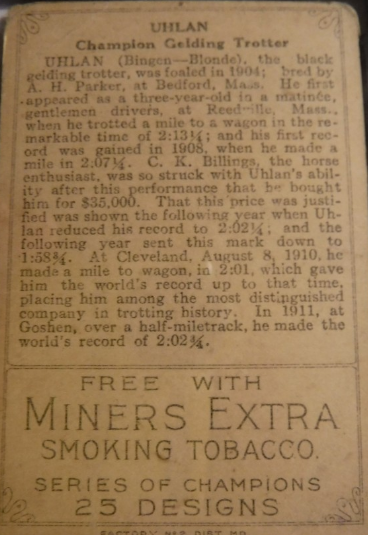 UHLAN
Champion Gelding Trotter
UHLAN (Bingen—Blonde), the black
gelding trotter, was foaled in 1904; bred by
A. H. Parker, at Bedford, Mass. He first
appeared as a three-year-old in a matinée,
gentlemen drivers, at Readville, Mass.,
when he trotted a mile to a wagon in the re-
markable time of 2:13¼; and his first rec-
ord was gained in 1908, when he made a
mile in 2:07¼. C. K. Billings, the horse
enthusiast, was so struck with Uhlan's abil-
ity after this performance that he bought
him for $35,000. That this price was justi-
fied was shown the following year when Uh-
lan reduced his record to 2:02¼; and the
following year sent this mark down to
1:58¾. At Cleveland, August 8, 1910, he
made a mile to wagon, in 2:01, which gave
him the world's record up to that time,
placing him among the most distinguished
company in trotting history. In 1911, at
Goshen, over a half-miletrack, he made the
world's record of 2:02¾.
FREE WITH
MINERS EXTRA
SMOKING TOBACCO.
SERIES OF CHAMPIONS
25 DESIGNS
FACTORY DIST. MD.